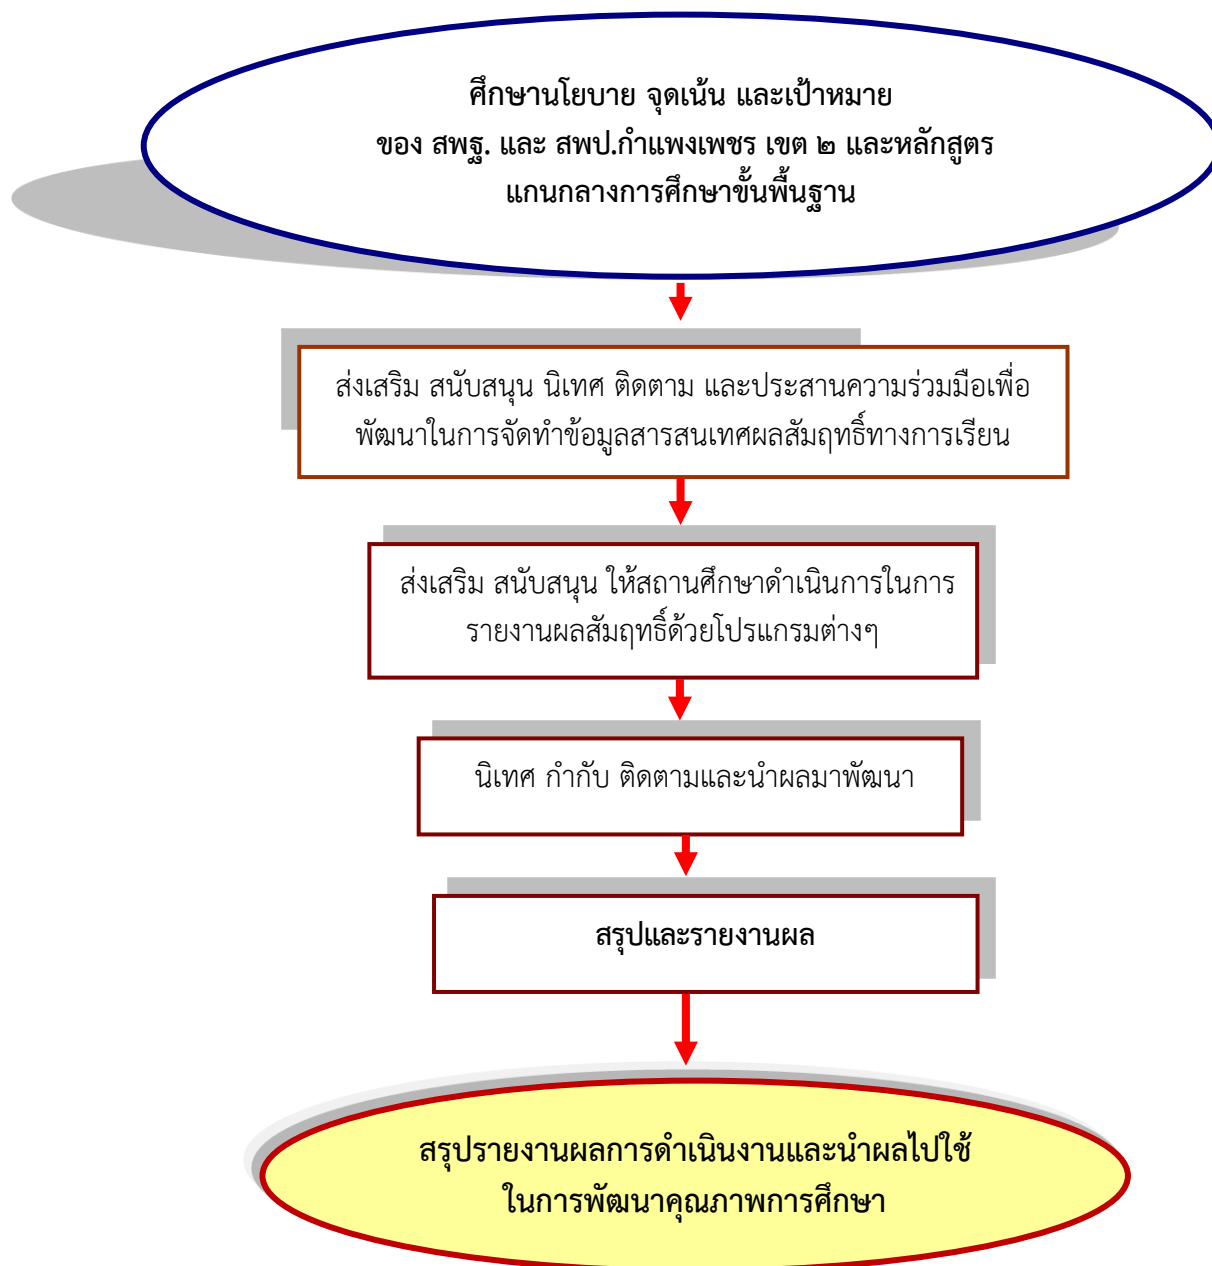 ศึกษานโยบาย จุดเน้น และเป้าหมาย
ของ สพฐ. และ สพป.กำแพงเพชร เขต ๒ และหลักสูตร
แกนกลางการศึกษาขั้นพื้นฐาน
ส่งเสริม สนับสนุน นิเทศ ติดตาม และประสานความร่วมมือเพื่อ
พัฒนาในการจัดทำข้อมูลสารสนเทศผลสัมฤทธิ์ทางการเรียน
ส่งเสริม สนับสนุน ให้สถานศึกษาดำเนินการในการ
รายงานผลสัมฤทธิ์ด้วยโปรแกรมต่างๆ
นิเทศ กำกับ ติดตามและนำผลมาพัฒนา
สรุปและรายงานผล
สรุปรายงานผลการดำเนินงานและนำผลไปใช้
ในการพัฒนาคุณภาพการศึกษา